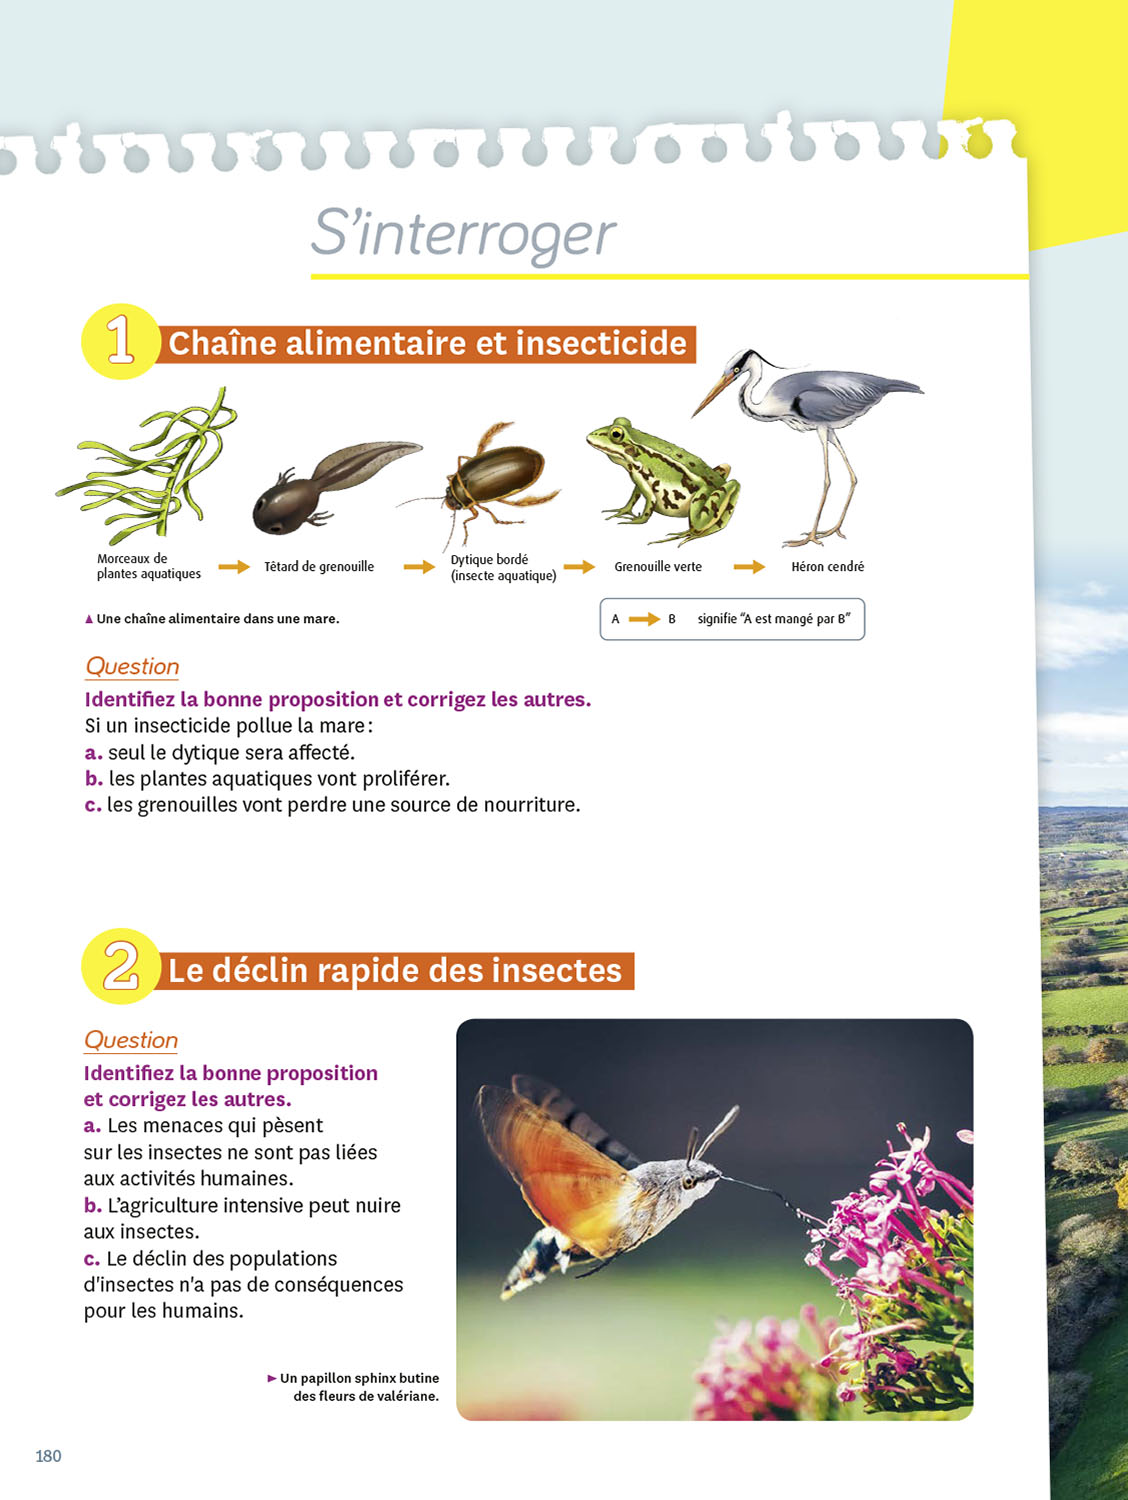 S'interroger
1 Chaîne alimentaire et insecticide
Morceaux de
plantes aquatiques
Têtard de grenouille
Dytique bordé
(insecte aquatique)
Grenouille verte
Héron cendré
▲ Une chaîne alimentaire dans une mare.
A → B signifie "A est mangé par B"
Question
Identifiez la bonne proposition et corrigez les autres.
Si un insecticide pollue la mare :
a. seul le dytique sera affecté.
b. les plantes aquatiques vont proliférer.
c. les grenouilles vont perdre une source de nourriture.
2 Le déclin rapide des insectes
Question
Identifiez la bonne proposition
et corrigez les autres.
a. Les menaces qui pèsent
sur les insectes ne sont pas liées
aux activités humaines.
b. L'agriculture intensive peut nuire
aux insectes.
c. Le déclin des populations
d'insectes n'a pas de conséquences
pour les humains.
► Un papillon sphinx butine
des fleurs de valériane.
180